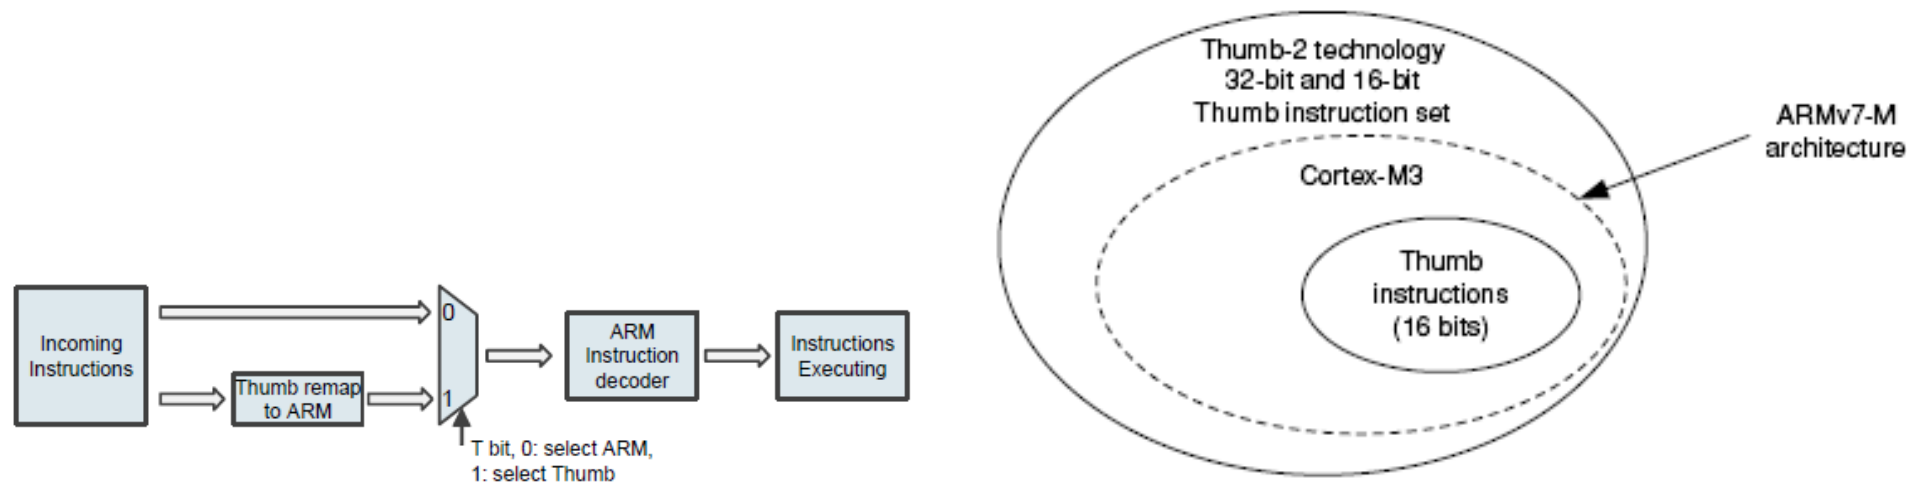 Incoming
Instructions
Thumb remap
to ARM
0
1
T bit, 0: select ARM,
1: select Thumb
ARM
Instruction
decoder
Instructions
Executing
Thumb-2 technology
32-bit and 16-bit
Thumb instruction set
Cortex-M3
Thumb
instructions
(16 bits)
ARMv7-M
architecture